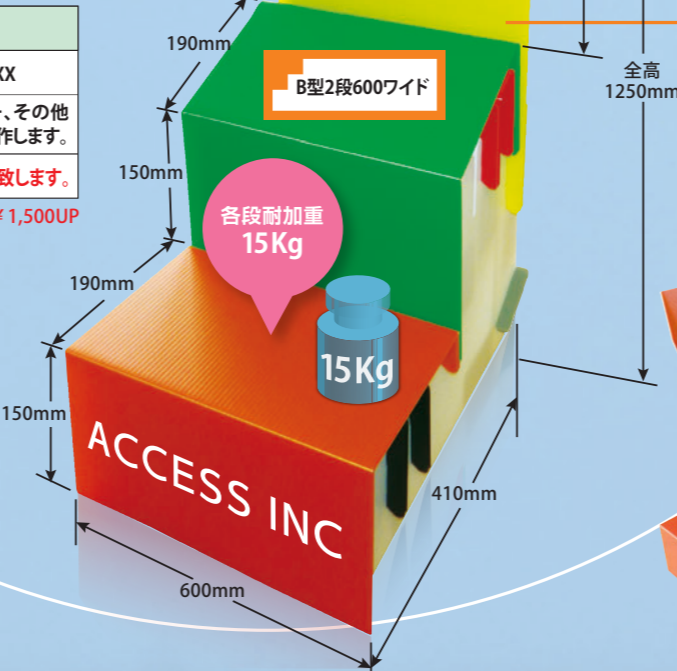 XX
、その他
作します。
致します。
¥1,500UP
190mm
B型2段600ワイド
全高
1250mm
150mm
各段耐加重
15Kg
190mm
15Kg
150mm
ACCESS INC
410mm
600mm